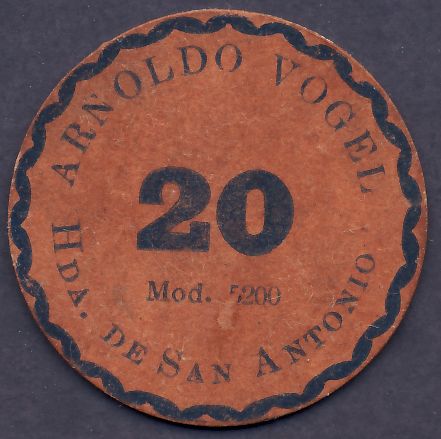 ARNOLDO VOGEL
20
Mod. 5200
HDA. DE SAN ANTONIO